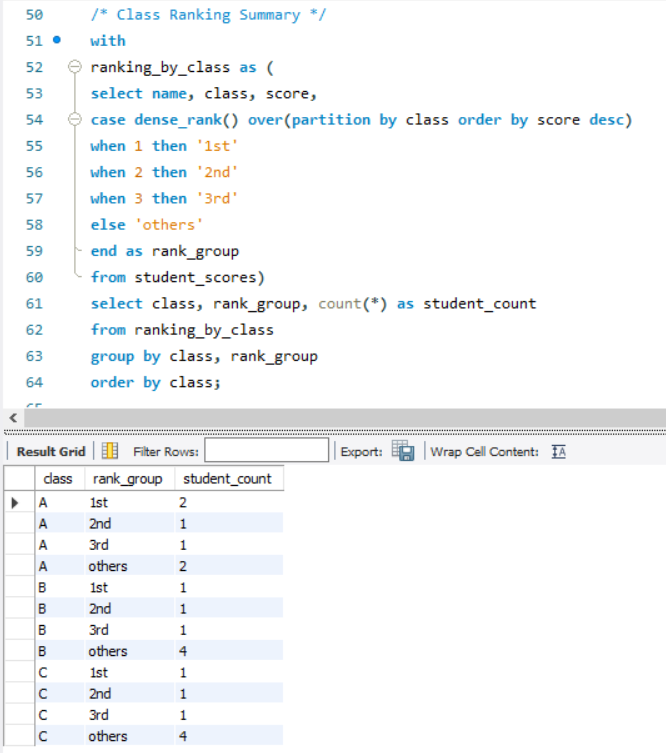 50 /* Class Ranking Summary */
51 with
52 ranking_by_class as (
53 select name, class, score,
54 case dense_rank() over(partition by class order by score desc)
55 when 1 then '1st'
56 when 2 then '2nd'
57 when 3 then '3rd'
58 else 'others'
59 end as rank_group
60 from student_scores)
61 select class, rank_group, count(*) as student_count
62 from ranking_by_class
63 group by class, rank_group
64 order by class;
Result Grid Filter Rows: Export: Wrap Cell Content: IA
class rank_group student_count
A 1st 2
A 2nd 1
A 3rd 1
A others 2
B 1st 1
B 2nd 1
B 3rd 1
B others 4
C 1st 1
C 2nd 1
C 3rd 1
C others 4